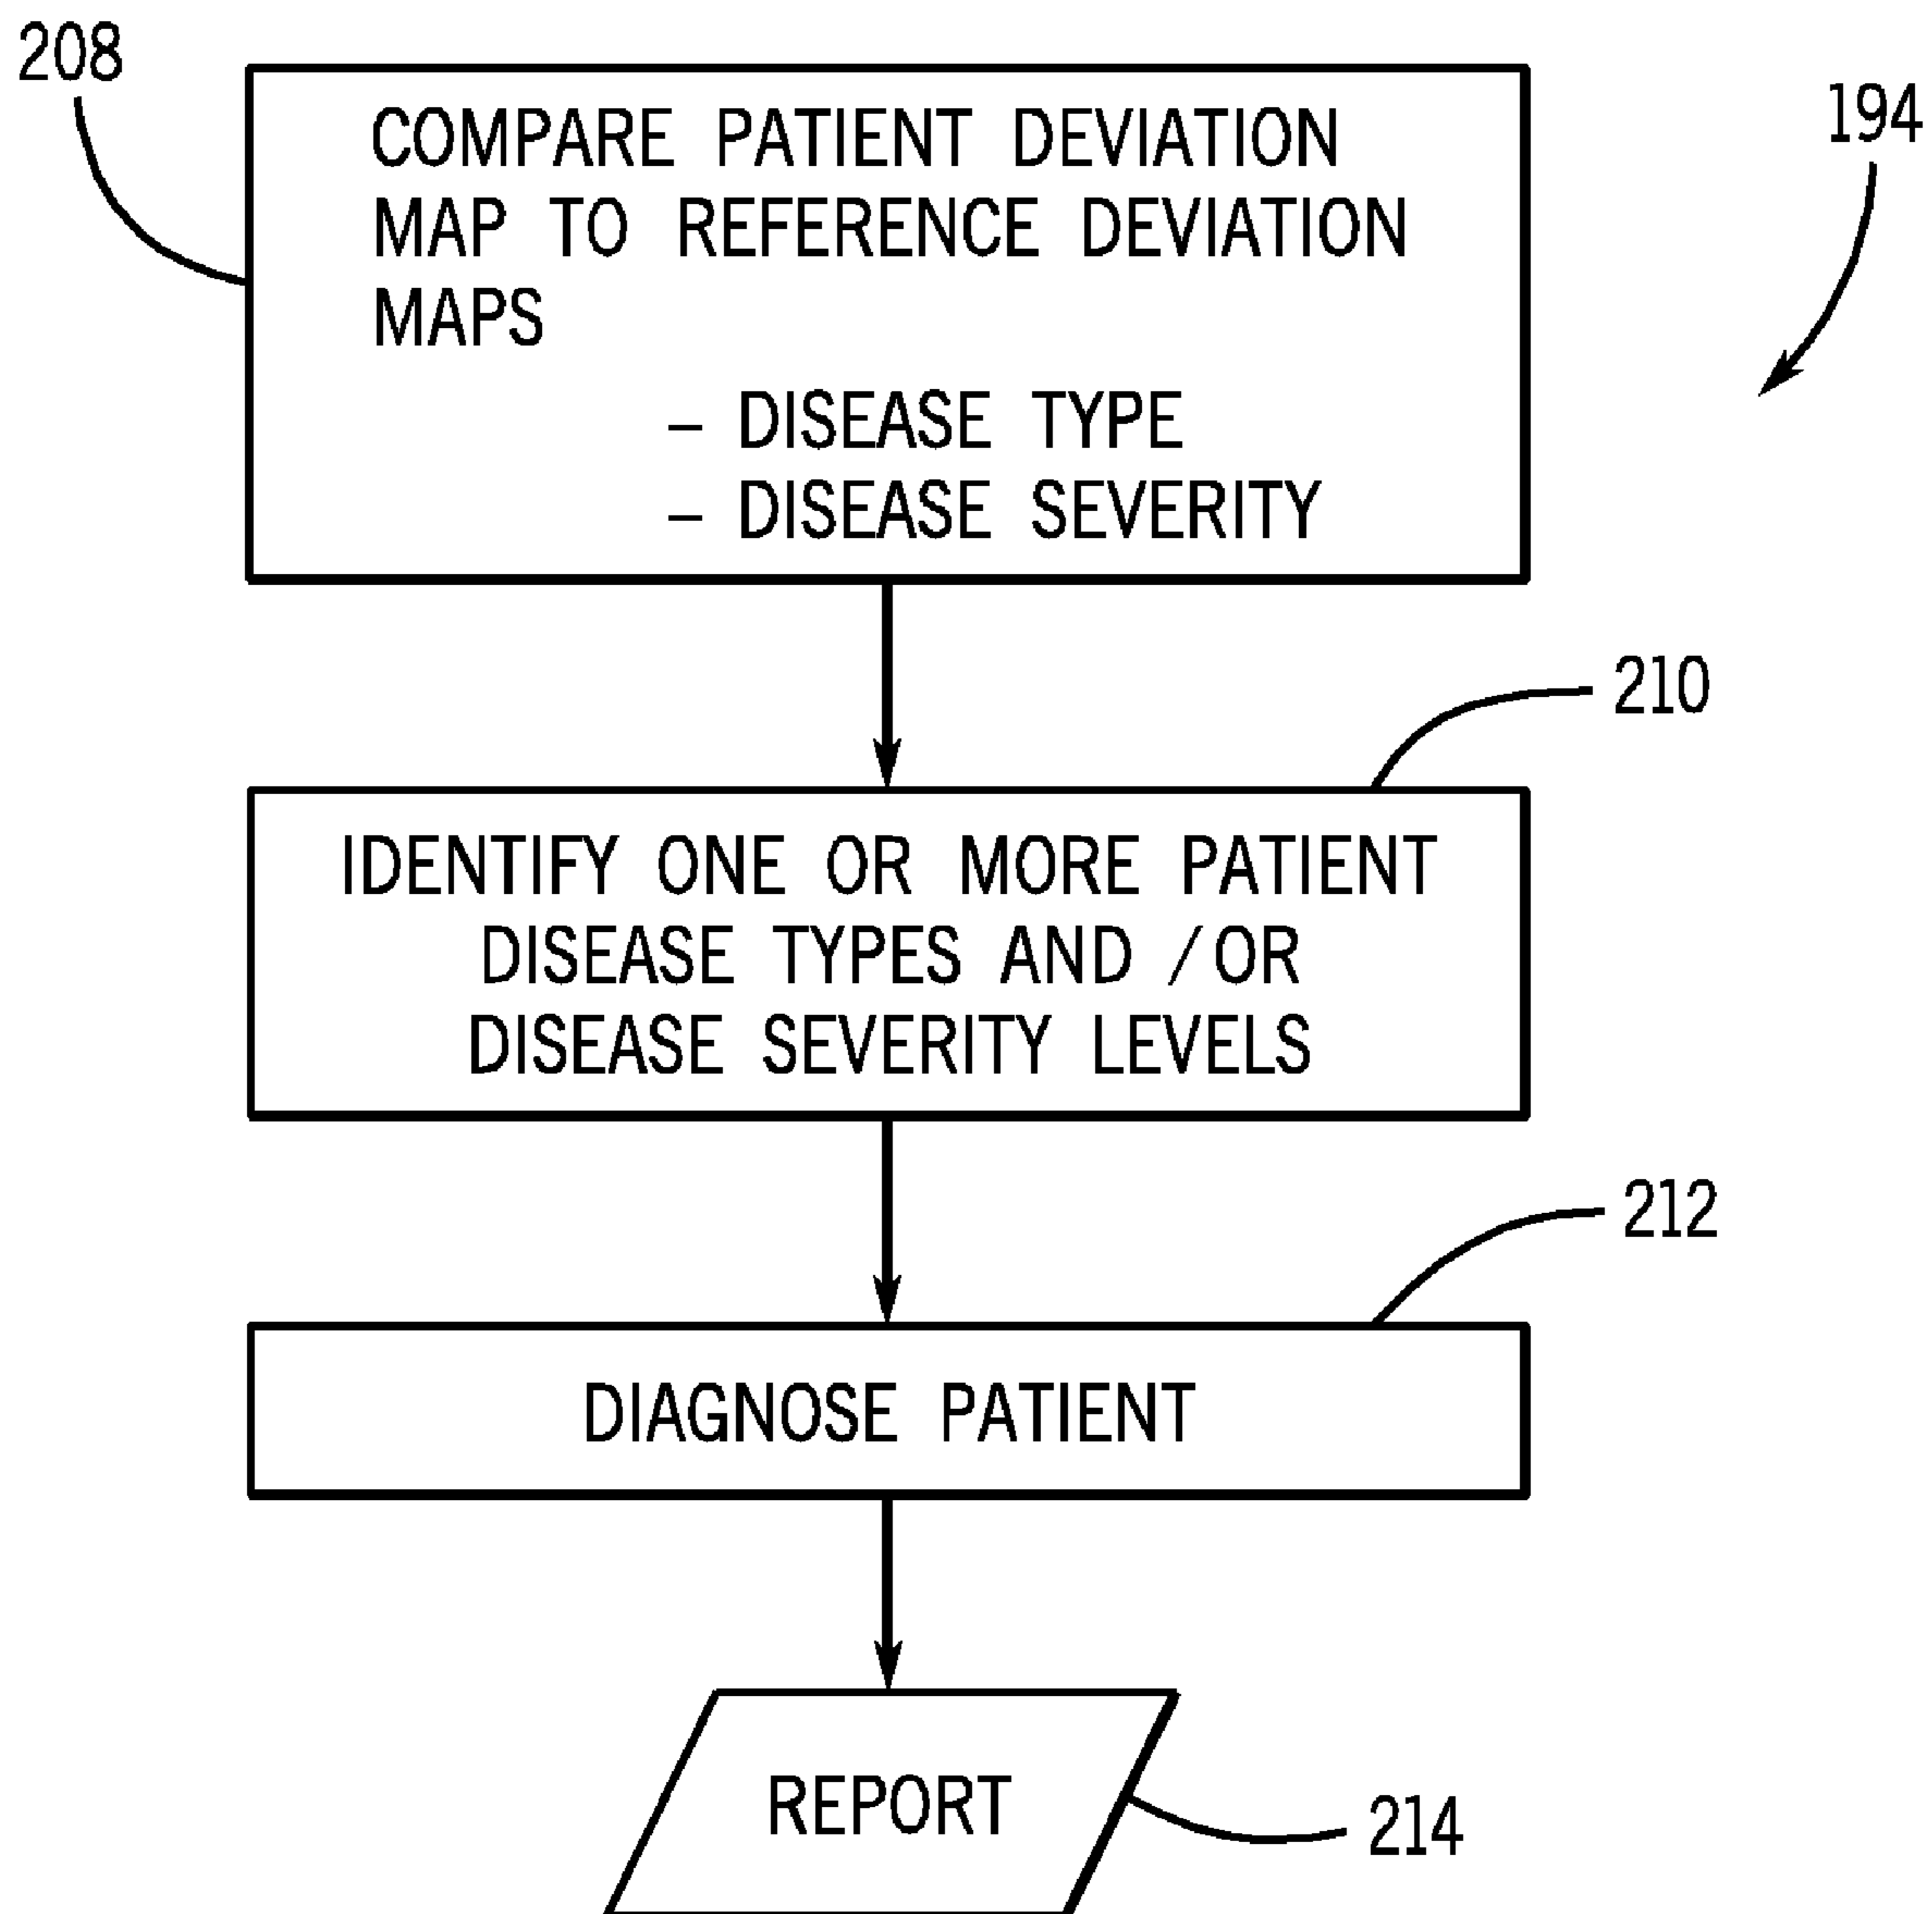 208
194
COMPARE PATIENT DEVIATION
MAP TO REFERENCE DEVIATION
MAPS
– DISEASE TYPE
– DISEASE SEVERITY
210
IDENTIFY ONE OR MORE PATIENT
DISEASE TYPES AND /OR
DISEASE SEVERITY LEVELS
212
DIAGNOSE PATIENT
REPORT
214